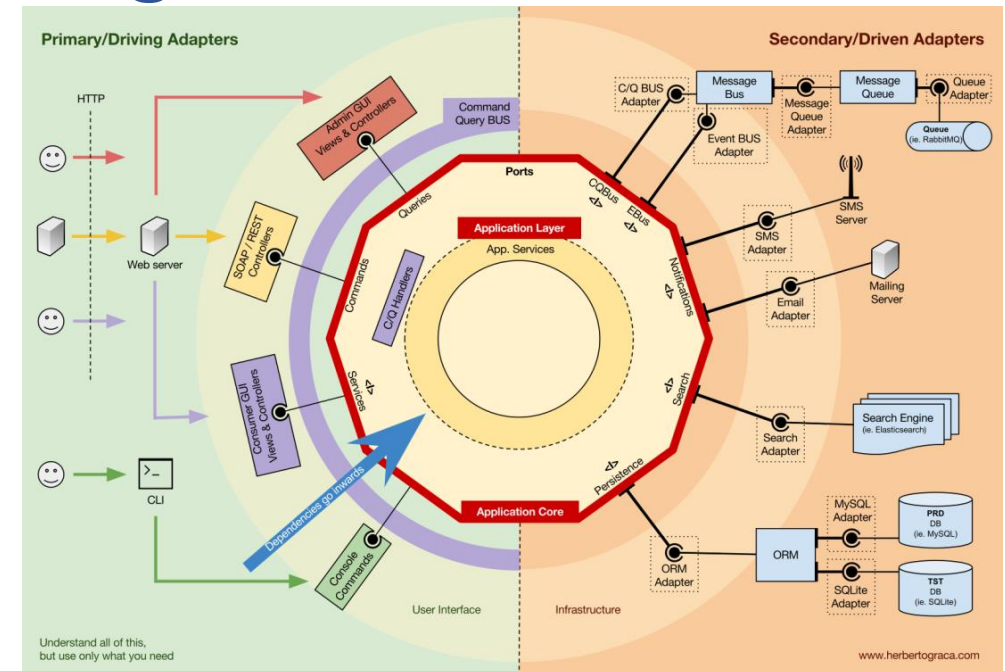 Primary/Driving Adapters
Secondary/Driven Adapters
HTTP
Web server
CLI
>_
Admin GUI
Views & Controllers
SOAP / REST
Controllers
Consumer GUI
Views & Controllers
Console
Commands
Command
Query BUS
Dependencies go inwards
Ports
Queries
Commands
Services
</>
C/Q Handlers
Application Layer
App. Services
Application Core
CQBus
</>
EBus
</>
Notifications
</>
Search
</>
Persistence
</>
C/Q BUS
Adapter
Message
Bus
Event BUS
Adapter
Message
Queue
Adapter
Message
Queue
Queue
Adapter
Queue
(ie. RabbitMQ)
SMS
Server
SMS
Adapter
Mailing
Server
Email
Adapter
Search Engine
(ie. Elasticsearch)
Search
Adapter
ORM
Adapter
ORM
MySQL
Adapter
PRD
DB
(ie. MySQL)
SQLite
Adapter
TST
DB
(ie. SQLite)
User Interface
Infrastructure
Understand all of this,
but use only what you need
www.herbertograca.com